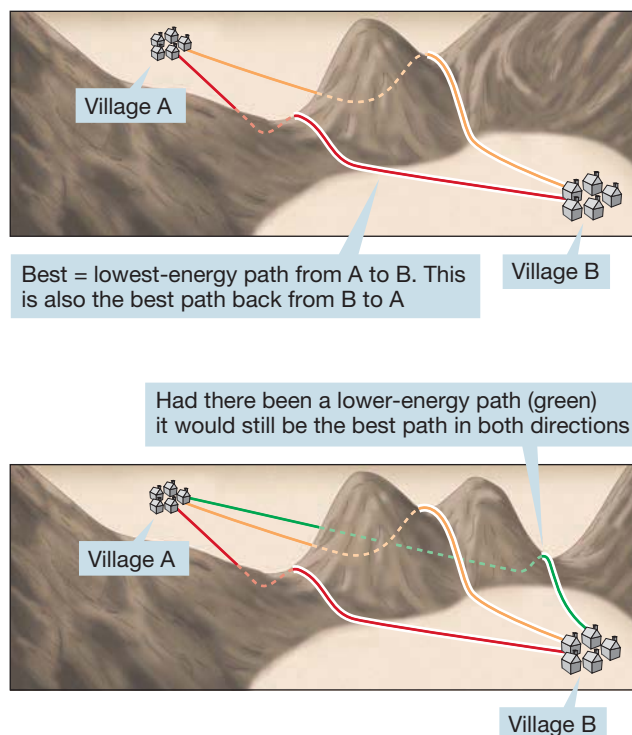 Village A
Best = lowest-energy path from A to B. This
is also the best path back from B to A
Village B
Had there been a lower-energy path (green)
it would still be the best path in both directions
Village A
Village B